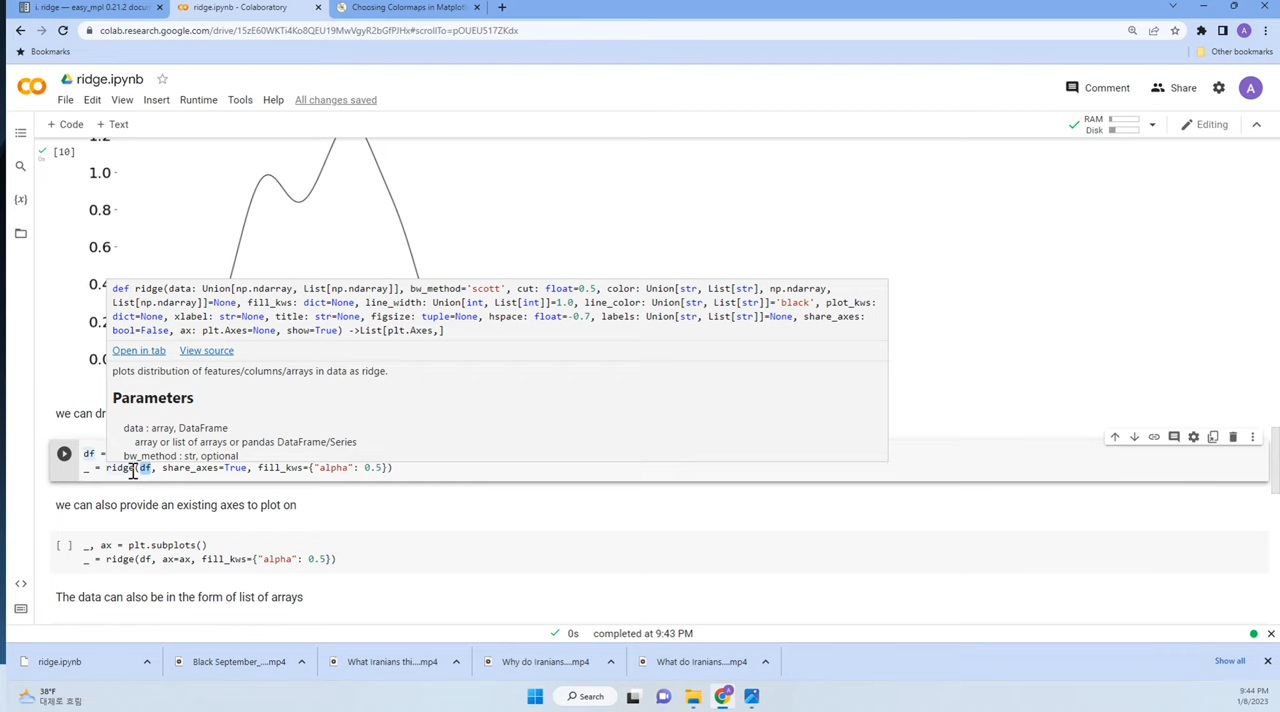 i. ridge — easy_mpl 0.21.2 docum
ridge.ipynb - Colaboratory
Choosing Colormaps in Matplotl
colab.research.google.com/drive/15zE60WKTi4Ko8QEU19MwVgyR2bGfPJHx#scrollTo=pOUEU517ZKdx
A
Bookmarks
Other bookmarks
CO
ridge.ipynb
Comment
Share
A
File Edit View Insert Runtime Tools Help All changes saved
+ Code + Text
RAM
Disk
Editing
1.2
[10]
0s
1.0
0.8
0.6
0.4
0.2
0.0
def ridge(data: Union[np.ndarray, List[np.ndarray]], bw_method='scott', cut: float=0.5, color: Union[str, List[str], np.ndarray,
List[np.ndarray]]=None, fill_kws: dict=None, line_width: Union[int, List[int]]=1.0, line_color: Union[str, List[str]]='black', plot_kws:
dict=None, xlabel: str=None, title: str=None, figsize: tuple=None, hspace: float=-0.7, labels: Union[str, List[str]]=None, share_axes:
bool=False, ax: plt.Axes=None, show=True) ->List[plt.Axes,]
Open in tab View source
plots distribution of features/columns/arrays in data as ridge.
Parameters
data : array, DataFrame
array or list of arrays or pandas DataFrame/Series
bw_method : str, optional
we can dr
df =
_ = ridge(df, share_axes=True, fill_kws={"alpha": 0.5})
we can also provide an existing axes to plot on
[ ] _, ax = plt.subplots()
_ = ridge(df, ax=ax, fill_kws={"alpha": 0.5})
The data can also be in the form of list of arrays
0s completed at 9:43 PM
ridge.ipynb
Black September_....mp4
What Iranians thi....mp4
Why do Iranians....mp4
What do Iranians....mp4
Show all
38°F
대체로 흐림
Search
9:44 PM
1/8/2023